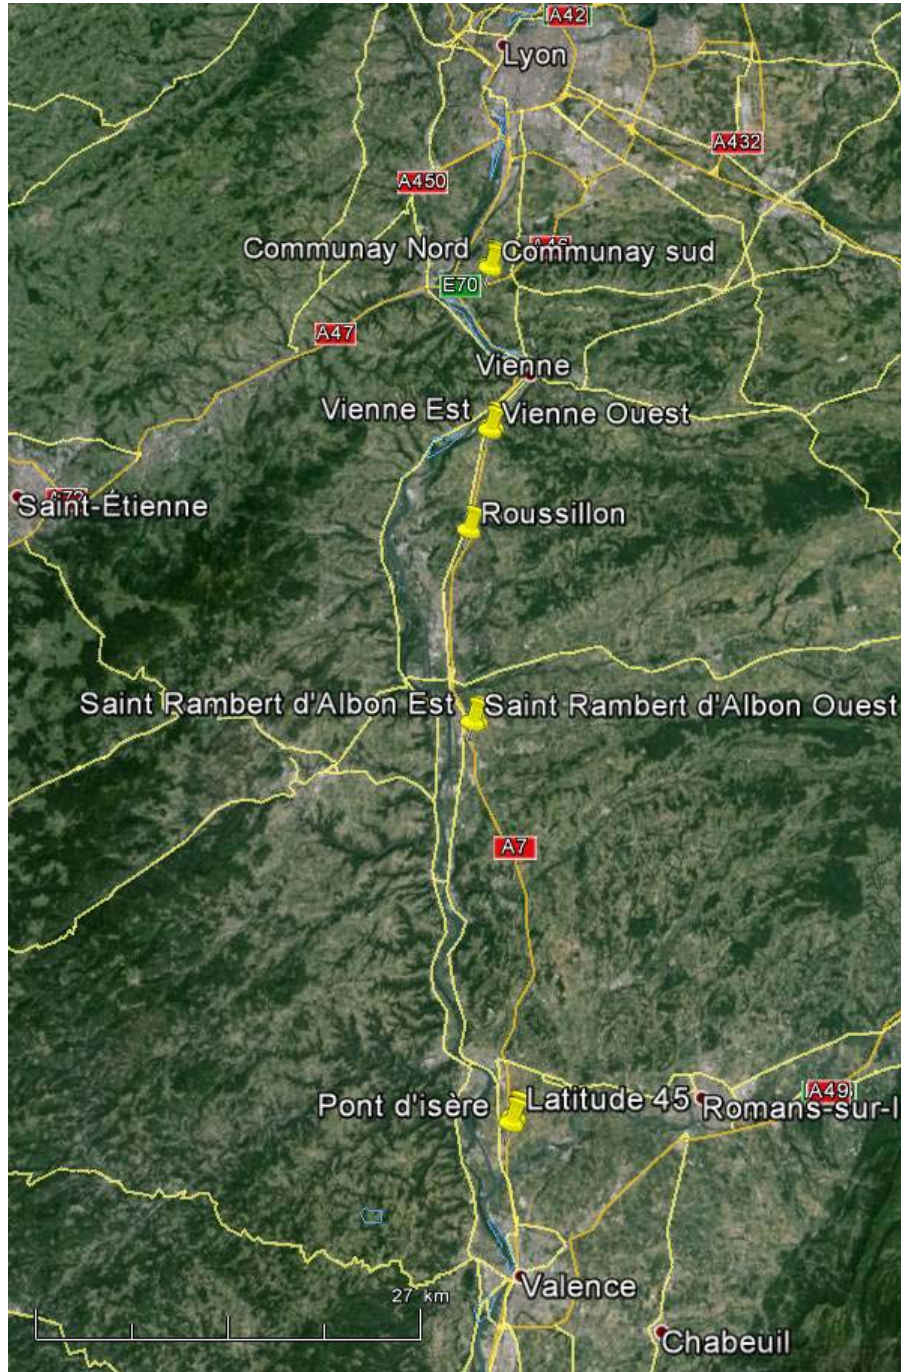 A42
Lyon
A432
A450
Communay Nord
A46
Communay sud
E70
A47
Vienne
Vienne Est
Vienne Ouest
A72
Saint-Étienne
Roussillon
Saint Rambert d'Albon Est
Saint Rambert d'Albon Ouest
A7
Pont d'isère
Latitude 45
Romans-sur-I
A49
27 km
Valence
Chabeuil